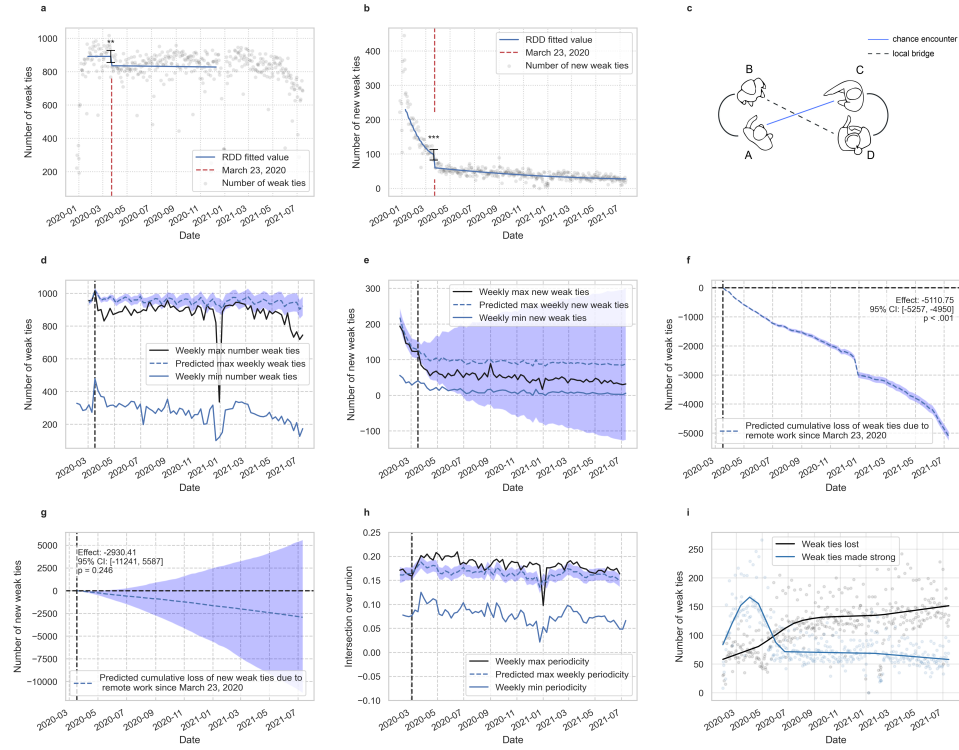 a
Number of weak ties
1000
800
600
400
200
**
RDD fitted value
March 23, 2020
Number of weak ties
2020-01
2020-03
2020-05
2020-07
2020-09
2020-11
2021-01
2021-03
2021-05
2021-07
Date
b
Number of new weak ties
400
300
200
100
0
***
RDD fitted value
March 23, 2020
Number of new weak ties
2020-01
2020-03
2020-05
2020-07
2020-09
2020-11
2021-01
2021-03
2021-05
2021-07
Date
c
chance encounter
local bridge
B
C
A
D
d
Number of weak ties
1000
800
600
400
200
Weekly max number weak ties
Predicted max weekly weak ties
Weekly min number weak ties
2020-03
2020-05
2020-07
2020-09
2020-11
2021-01
2021-03
2021-05
2021-07
Date
e
Number of new weak ties
300
200
100
0
−100
Weekly max new weak ties
Predicted max weekly new weak ties
Weekly min new weak ties
2020-03
2020-05
2020-07
2020-09
2020-11
2021-01
2021-03
2021-05
2021-07
Date
f
Number of weak ties
0
−1000
−2000
−3000
−4000
−5000
Effect: -5110.75
95% CI: [-5257, -4950]
p < .001
Predicted cumulative loss of weak ties due to
remote work since March 23, 2020
2020-03
2020-05
2020-07
2020-09
2020-11
2021-01
2021-03
2021-05
2021-07
Date
g
Number of new weak ties
5000
2500
0
−2500
−5000
−7500
−10000
Effect: -2930.41
95% CI: [-11241, 5587]
p = 0.246
Predicted cumulative loss of new weak ties due to
remote work since March 23, 2020
2020-03
2020-05
2020-07
2020-09
2020-11
2021-01
2021-03
2021-05
2021-07
Date
h
Intersection over union
0.25
0.20
0.15
0.10
0.05
0.00
−0.05
−0.10
Weekly max periodicity
Predicted max weekly periodicity
Weekly min periodicity
2020-03
2020-05
2020-07
2020-09
2020-11
2021-01
2021-03
2021-05
2021-07
Date
i
Number of weak ties
250
200
150
100
50
0
Weak ties lost
Weak ties made strong
2020-03
2020-05
2020-07
2020-09
2020-11
2021-01
2021-03
2021-05
2021-07
Date